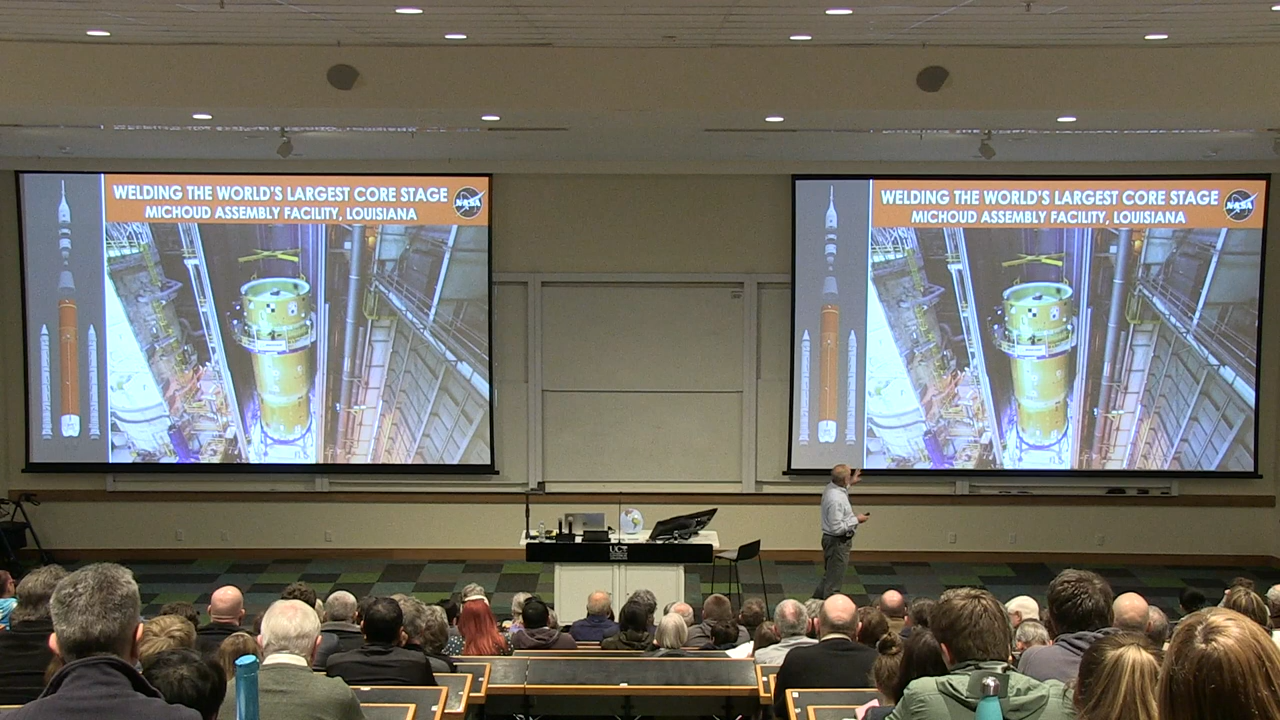 WELDING THE WORLD'S LARGEST CORE STAGE
MICHOUD ASSEMBLY FACILITY, LOUISIANA
NASA
WELDING THE WORLD'S LARGEST CORE STAGE
MICHOUD ASSEMBLY FACILITY, LOUISIANA
NASA
UC